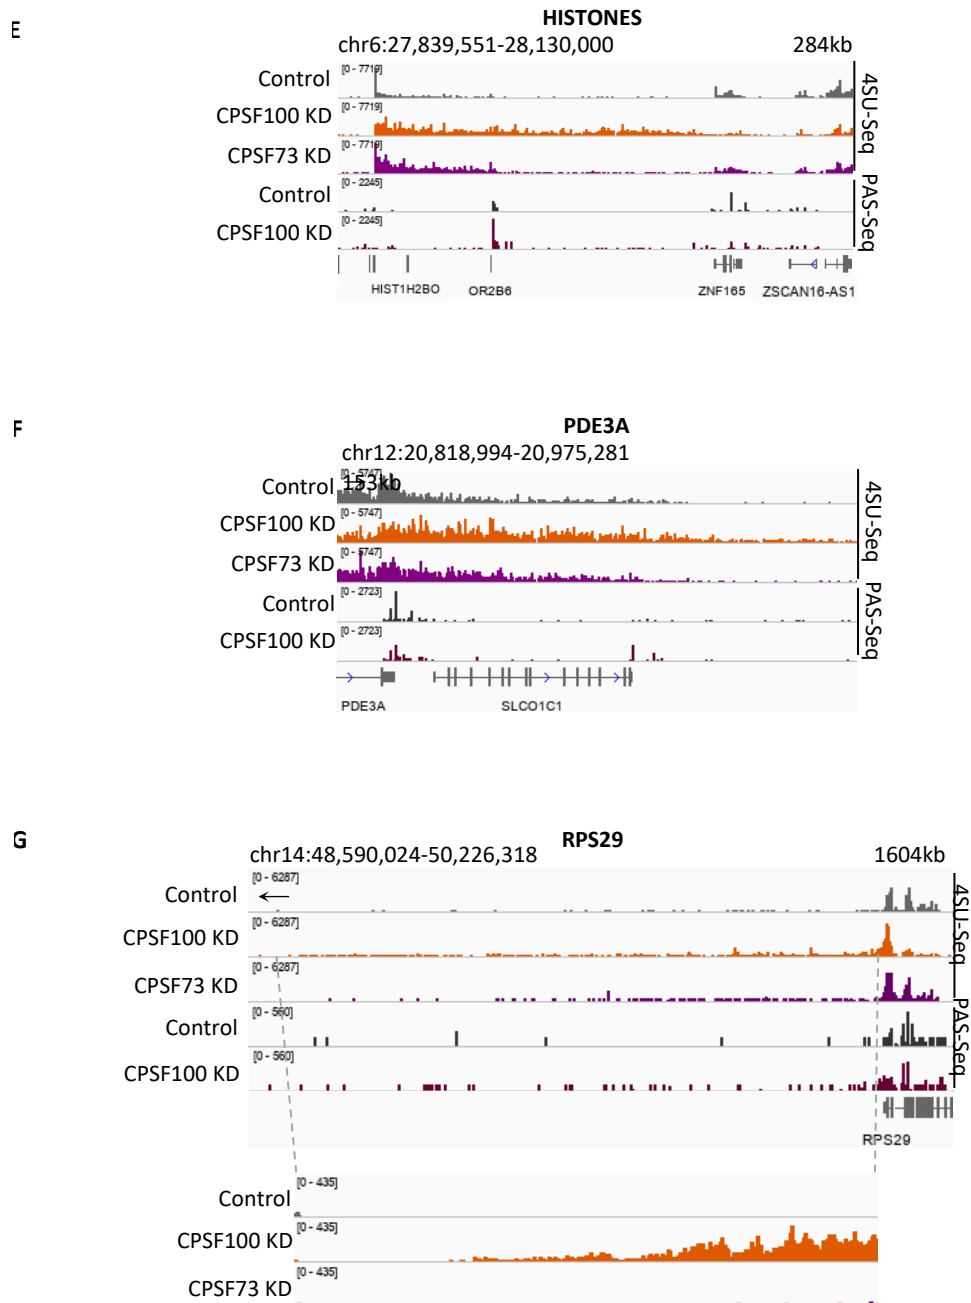 E
HISTONES
chr6:27,839,551-28,130,000 284kb
Control [0 - 7719]
CPSF100 KD [0 - 7719]
CPSF73 KD [0 - 7719]
4SU-Seq
Control [0 - 2245]
CPSF100 KD [0 - 2245]
PAS-Seq
HIST1H2BO OR2B6 ZNF165 ZSCAN16-AS1
F
PDE3A
chr12:20,818,994-20,975,281
153kb
Control [0 - 5747]
CPSF100 KD [0 - 5747]
CPSF73 KD [0 - 5747]
4SU-Seq
Control [0 - 2723]
CPSF100 KD [0 - 2723]
PAS-Seq
PDE3A SLCO1C1
G
RPS29
chr14:48,590,024-50,226,318 1604kb
Control [0 - 6287]
CPSF100 KD [0 - 6287]
CPSF73 KD [0 - 6287]
4SU-Seq
Control [0 - 560]
CPSF100 KD [0 - 560]
PAS-Seq
RPS29
Control [0 - 435]
CPSF100 KD [0 - 435]
CPSF73 KD [0 - 435]